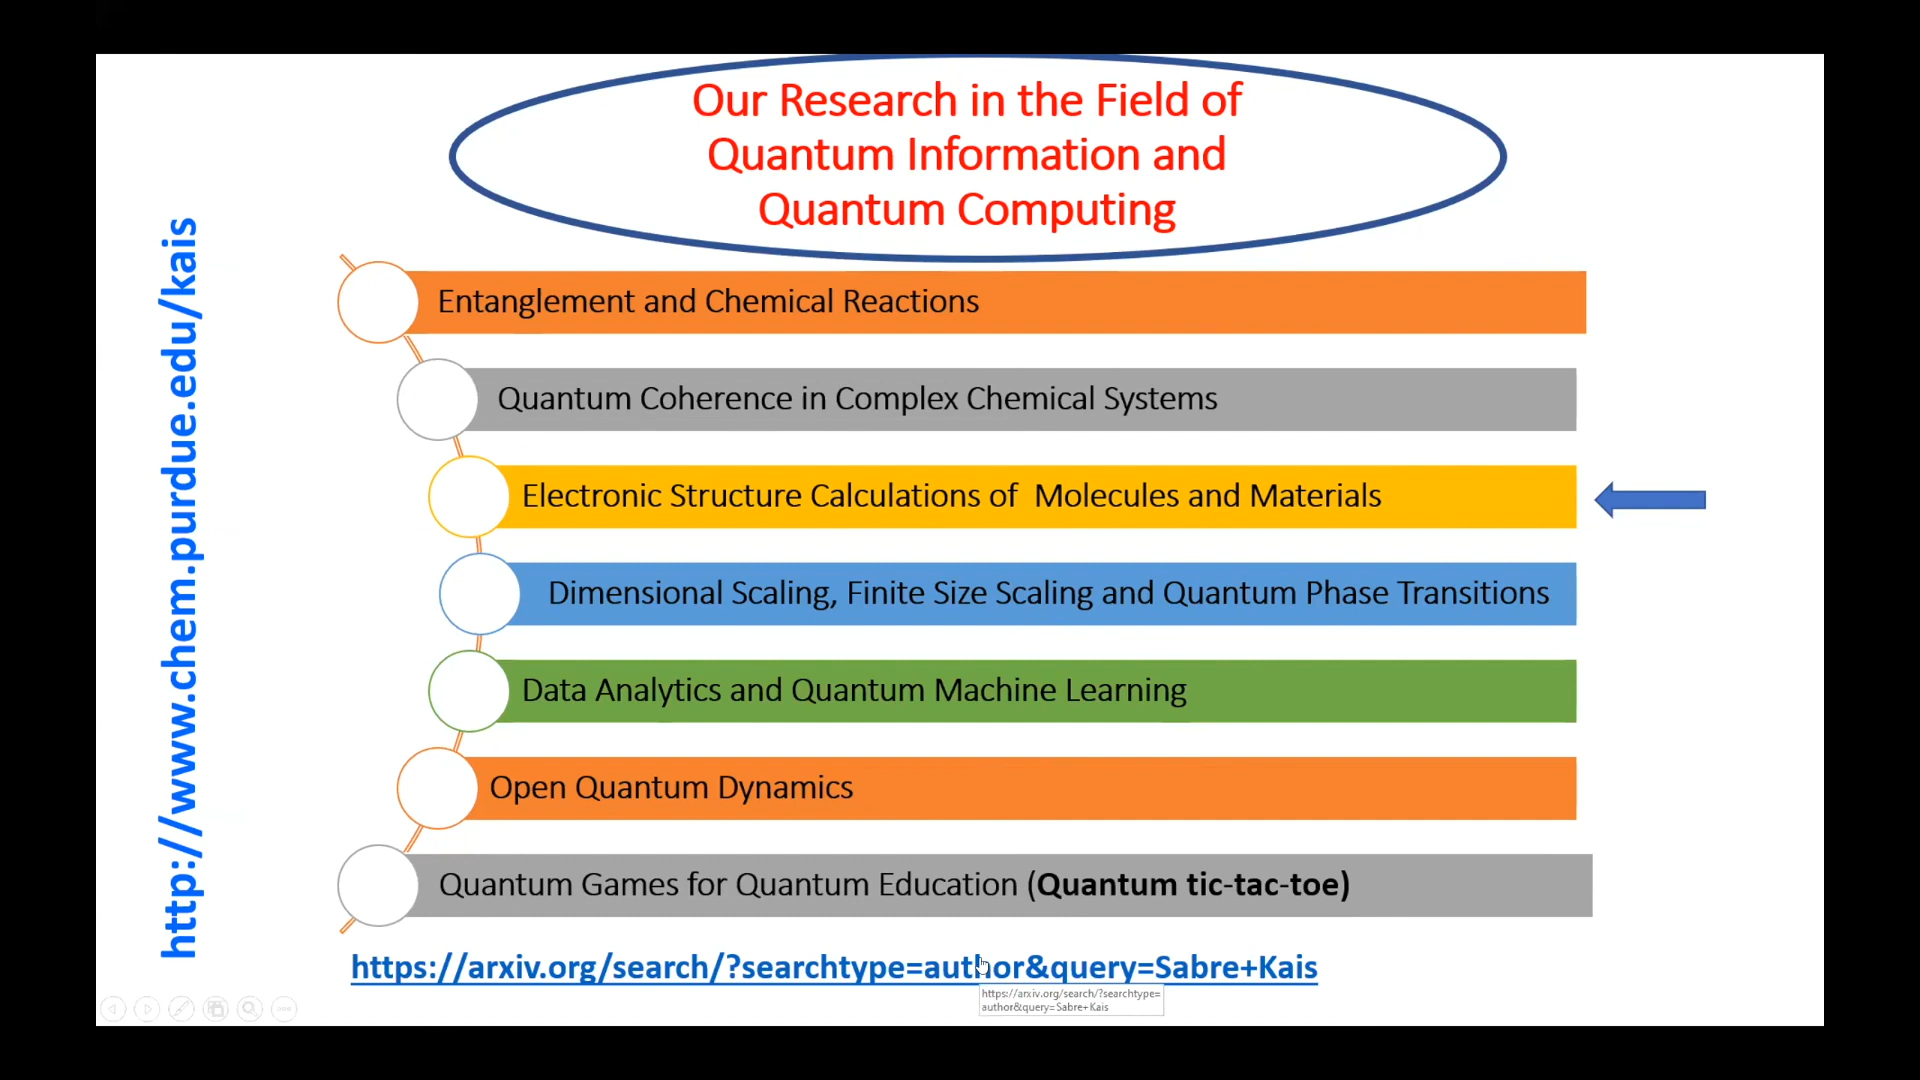 Our Research in the Field of
Quantum Information and
Quantum Computing
http://www.chem.purdue.edu/kais
Entanglement and Chemical Reactions
Quantum Coherence in Complex Chemical Systems
Electronic Structure Calculations of  Molecules and Materials
Dimensional Scaling, Finite Size Scaling and Quantum Phase Transitions
Data Analytics and Quantum Machine Learning
Open Quantum Dynamics
Quantum Games for Quantum Education (Quantum tic-tac-toe)
https://arxiv.org/search/?searchtype=author&query=Sabre+Kais
https://arxiv.org/search/?searchtype=
author&query=Sabre+Kais